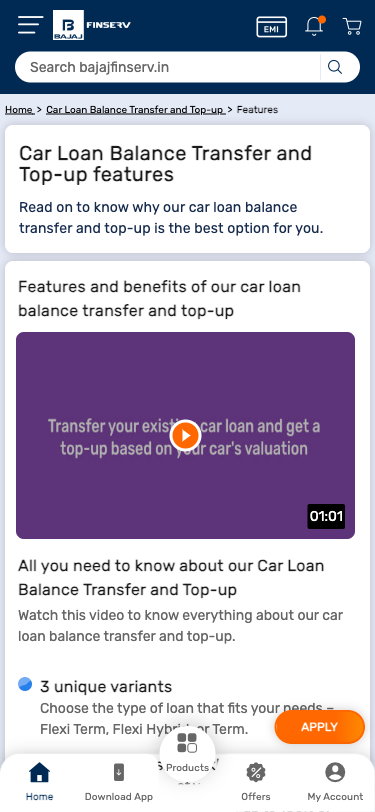 BAJAJ FINSERV
EMI
Search bajajfinserv.in
Home > Car Loan Balance Transfer and Top-up > Features
Car Loan Balance Transfer and
Top-up features
Read on to know why our car loan balance
transfer and top-up is the best option for you.
Features and benefits of our car loan
balance transfer and top-up
Transfer your existing car loan and get a
top-up based on your car's valuation
01:01
All you need to know about our Car Loan
Balance Transfer and Top-up
Watch this video to know everything about our car
loan balance transfer and top-up.
3 unique variants
Choose the type of loan that fits your needs –
Flexi Term, Flexi Hybrid, or Term.
APPLY
Products
Home
Download App
Offers
My Account